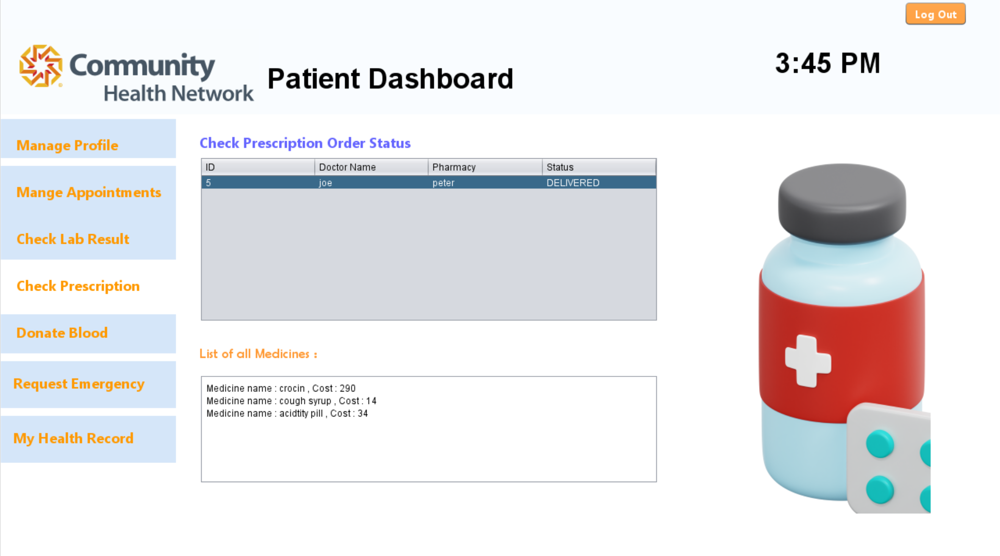 Log Out
Community
Health Network
Patient Dashboard
3:45 PM
Manage Profile
Mange Appointments
Check Lab Result
Check Prescription
Donate Blood
Request Emergency
My Health Record
Check Prescription Order Status
ID Doctor Name Pharmacy Status
5 joe peter DELIVERED
List of all Medicines :
Medicine name : crocin , Cost : 290
Medicine name : cough syrup , Cost : 14
Medicine name : acidtity pill , Cost : 34